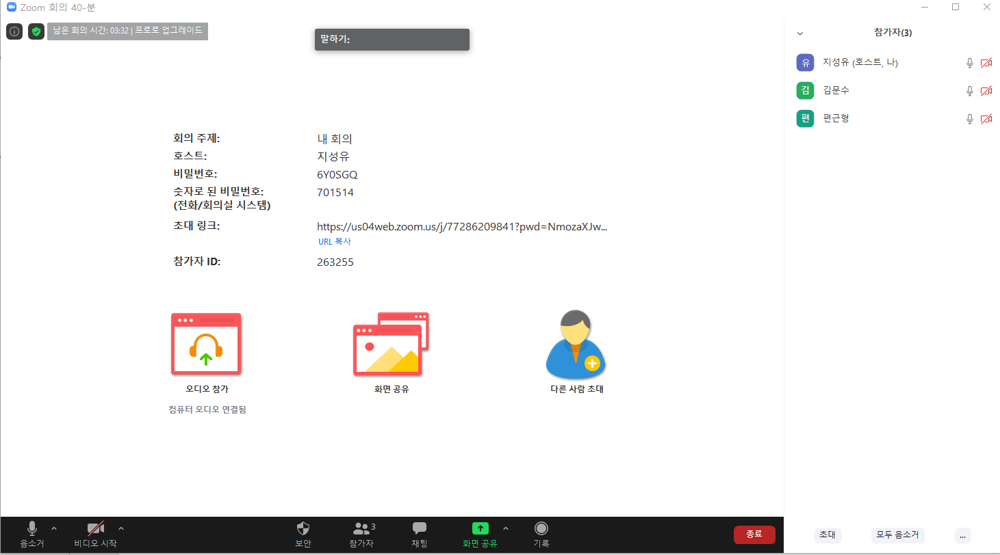 Zoom 회의 40-분
남은 회의 시간: 03:32 | 프로로 업그레이드
말하기:
참가자(3)
유 지성유 (호스트, 나)
김 김문수
편 편근형
회의 주제: 내 회의
호스트: 지성유
비밀번호: 6Y0SGQ
숫자로 된 비밀번호: 701514
(전화/회의실 시스템)
초대 링크: https://us04web.zoom.us/j/77286209841?pwd=NmozaXJw...
URL 복사
참가자 ID: 263255
오디오 참가
화면 공유
다른 사람 초대
컴퓨터 오디오 연결됨
음소거
비디오 시작
보안
3
참가자
채팅
화면 공유
기록
종료
초대
모두 음소거
...